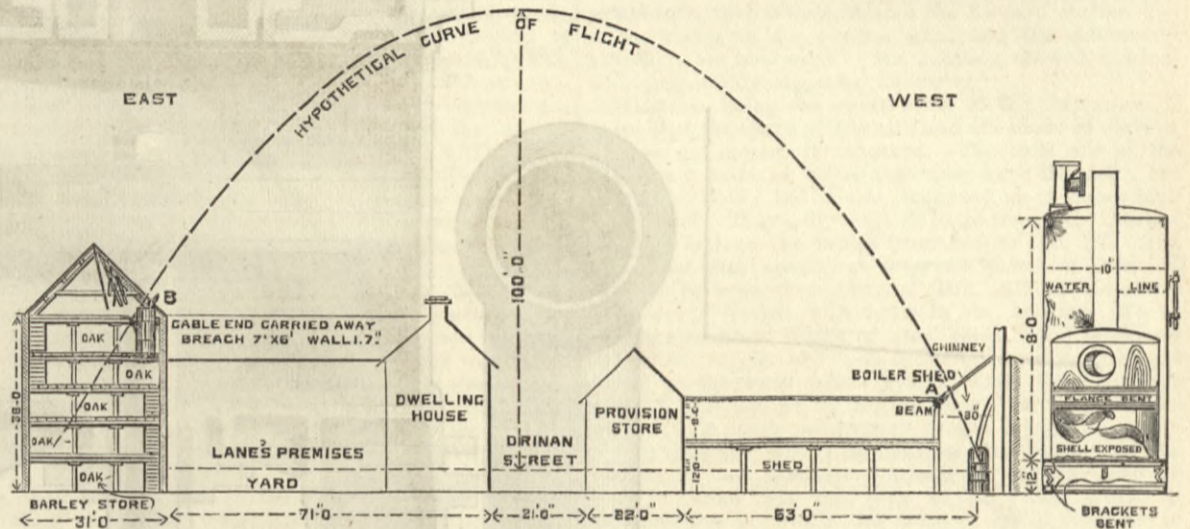 HYPOTHETICAL CURVE OF FLIGHT
EAST
WEST
100'.0"
B
GABLE END CARRIED AWAY
BREACH 7'X6' WALL 1.7"
OAK
OAK
OAK
OAK
OAK
BARLEY STORE
31'.0
LANE'S PREMISES
YARD
71'.0
DWELLING
HOUSE
DRINAN
STREET
21'.0"
PROVISION
STORE
22'.0"
SHED
63'.0"
CHIMNEY
BOILER SHED
A
BEAM
80°
10"
WATER LINE
8'.0"
FLANGE BENT
SHELL EXPOSED
BRACKETS
BENT